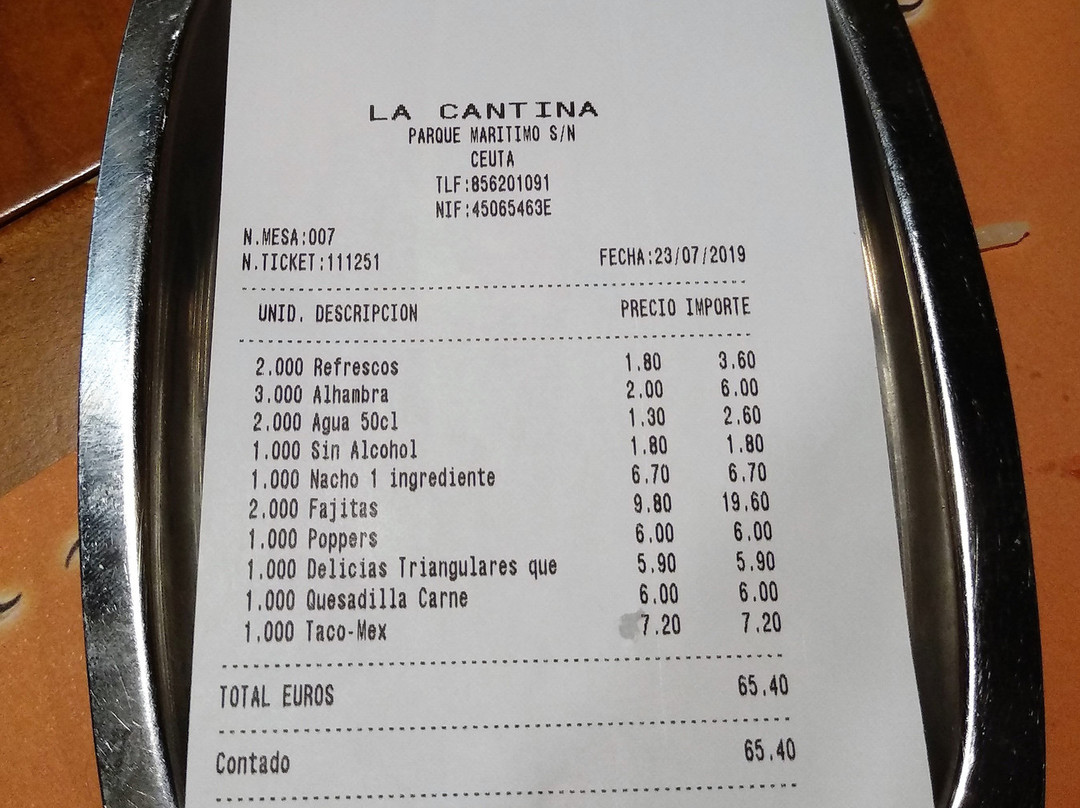 LA CANTINA
PARQUE MARITIMO S/N
CEUTA
TLF:856201091
NIF:45065463E
N.MESA:007
N.TICKET:111251 FECHA:23/07/2019
UNID. DESCRIPCION PRECIO IMPORTE
2.000 Refrescos 1.80 3.60
3.000 Alhambra 2.00 6.00
2.000 Agua 50cl 1.30 2.60
1.000 Sin Alcohol 1.80 1.80
1.000 Nacho 1 ingrediente 6.70 6.70
2.000 Fajitas 9.80 19.60
1.000 Poppers 6.00 6.00
1.000 Delicias Triangulares que 5.90 5.90
1.000 Quesadilla Carne 6.00 6.00
1.000 Taco-Mex 7.20 7.20
TOTAL EUROS 65.40
Contado 65.40